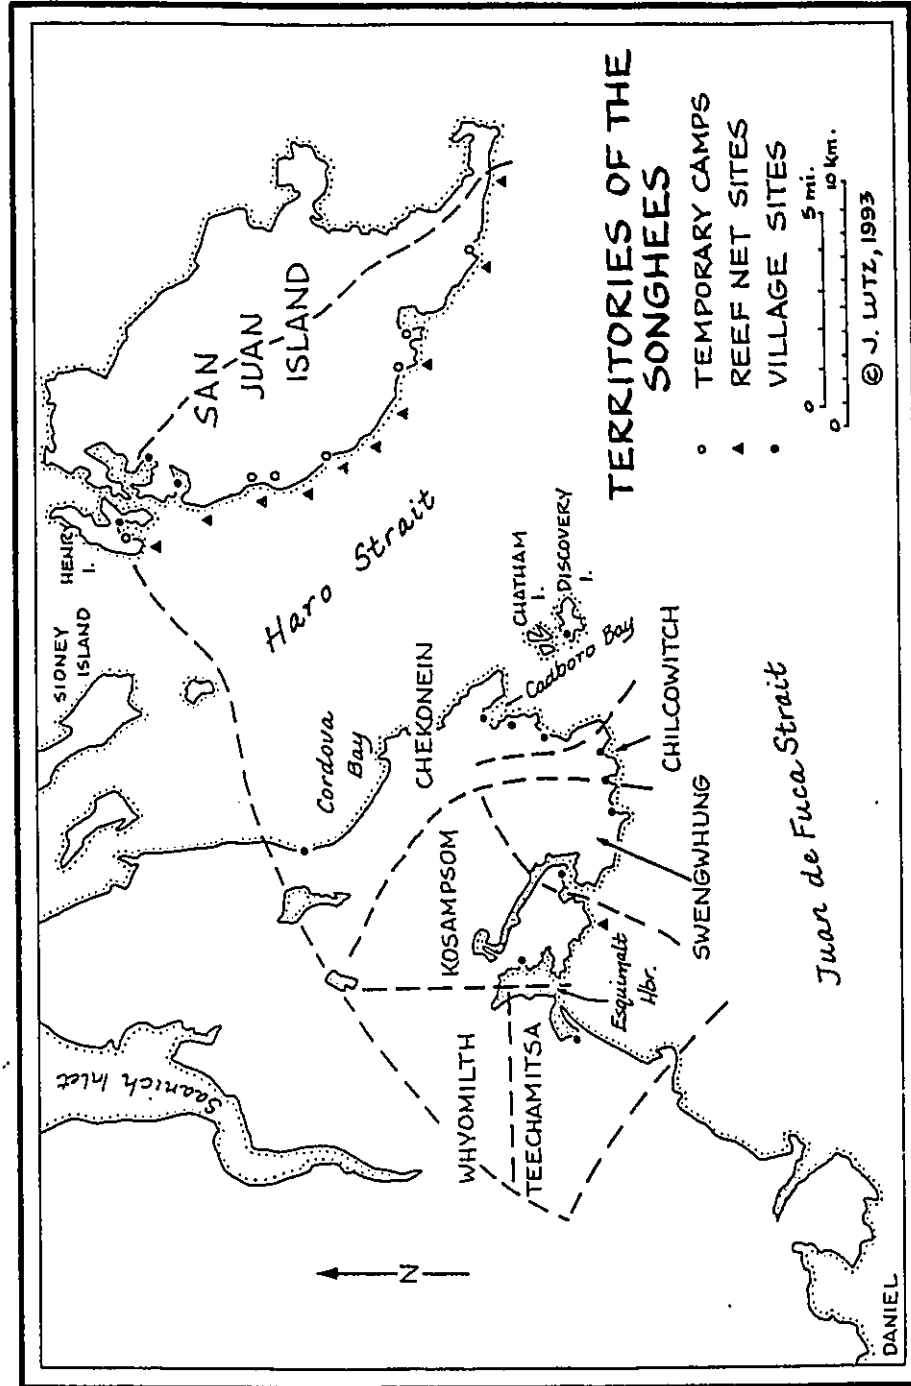 TERRITORIES OF THE
SONGHEES
TEMPORARY CAMPS
REEF NET SITES
VILLAGE SITES
0 5 mi.
0 10 km.
© J. LUTZ, 1993
SAN
JUAN
ISLAND
HENRY
I.
SIDNEY
ISLAND
Haro Strait
Cordova
Bay
CHEKONEIN
CHATHAM
I.
DISCOVERY
I.
Cadboro Bay
CHILCOWITCH
SWENGWHUNG
KOSAMPSOM
Esquimalt
Hbr.
WHYOMILTH
TEECHAMITSA
Saanich Inlet
Juan de Fuca Strait
N
DANIEL